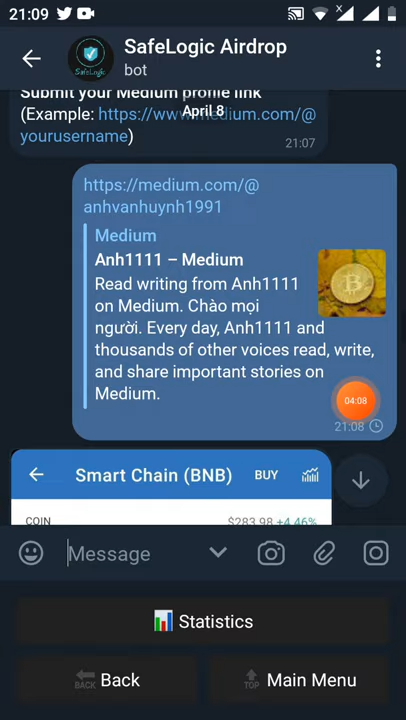 21:09
SafeLogic Airdrop
bot
SafeLogic
Submit your Medium profile link
April 8
(Example: https://www.medium.com/@
yourusername)
21:07
https://medium.com/@
anhvanhuynh1991
Medium
Anh1111 – Medium
Read writing from Anh1111
on Medium. Chào mọi
người. Every day, Anh1111 and
thousands of other voices read, write,
and share important stories on
Medium.
04:08
21:08
Smart Chain (BNB)
BUY
COIN
$283.98 +4.46%
Message
Statistics
BACK Back
TOP Main Menu